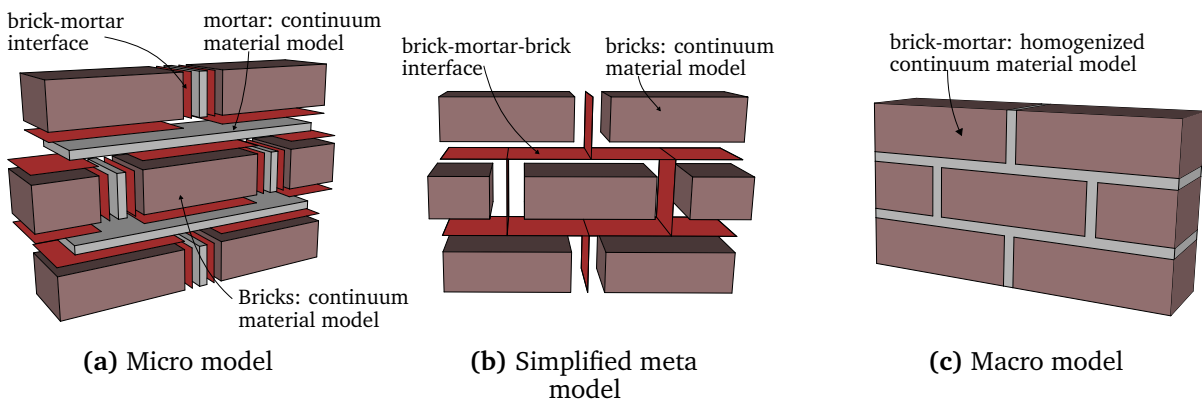 brick-mortar
interface
mortar: continuum
material model
Bricks: continuum
material model
(a) Micro model
brick-mortar-brick
interface
bricks: continuum
material model
(b) Simplified meta
model
brick-mortar: homogenized
continuum material model
(c) Macro model